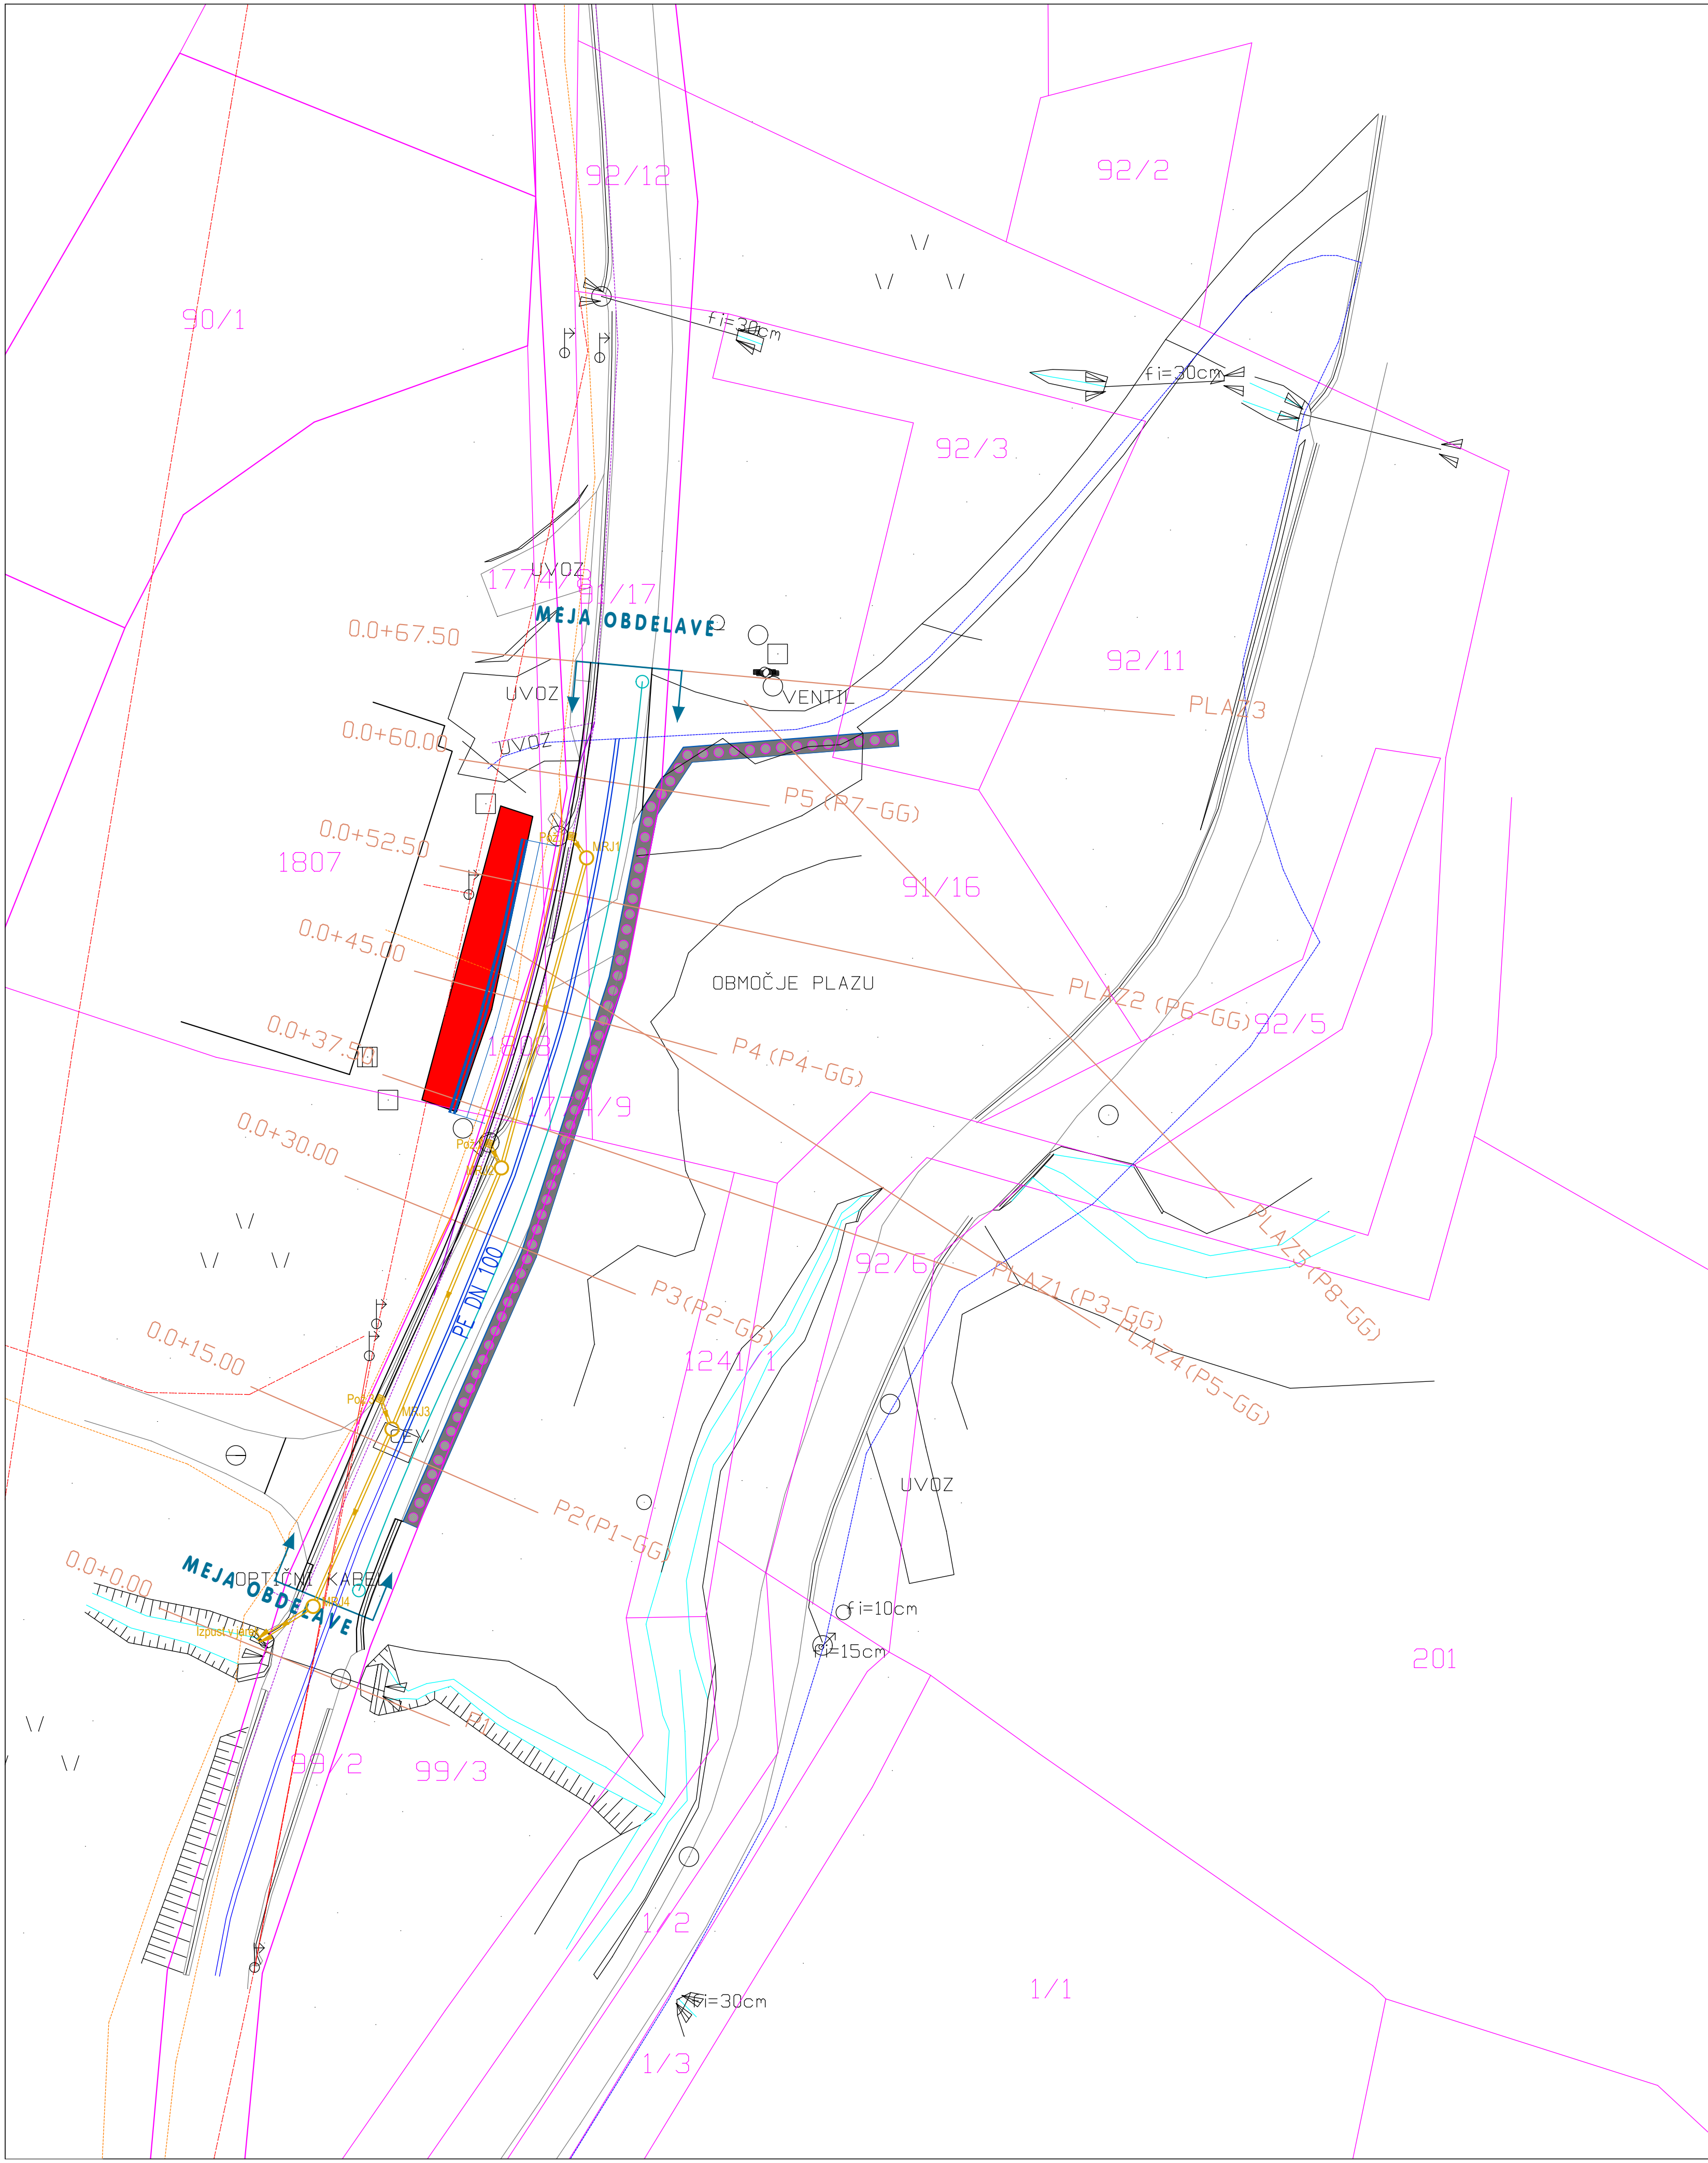 92/12
92/2
90/1
fi=30cm
fi=30cm
92/3
UVOZ
1774/8
91/17
MEJA OBDELAVE
0.0+67.50
92/11
UVOZ
VENTIL
PLAZ3
0.0+60.00
UVOZ
P5 (P7-GG)
0.0+52.50
MRJ1
1807
91/16
0.0+45.00
OBMOČJE PLAZU
PLAZ2 (P6-GG)
92/5
0.0+37.50
1808
P4 (P4-GG)
1774/9
0.0+30.00
MRJ2
PE DN 100
92/6
PLAZ5 (P8-GG)
PLAZ1 (P3-GG)
P3(P2-GG)
PLAZ4(P5-GG)
0.0+15.00
1241/1
MRJ3
CEV
UVOZ
P2(P1-GG)
0.0+0.00
MEJA OBDELAVE
OPTIČNI KABEL
MRJ4
fi=10cm
fi=15cm
201
P1
99/2
99/3
1/2
1/1
fi=30cm
1/3